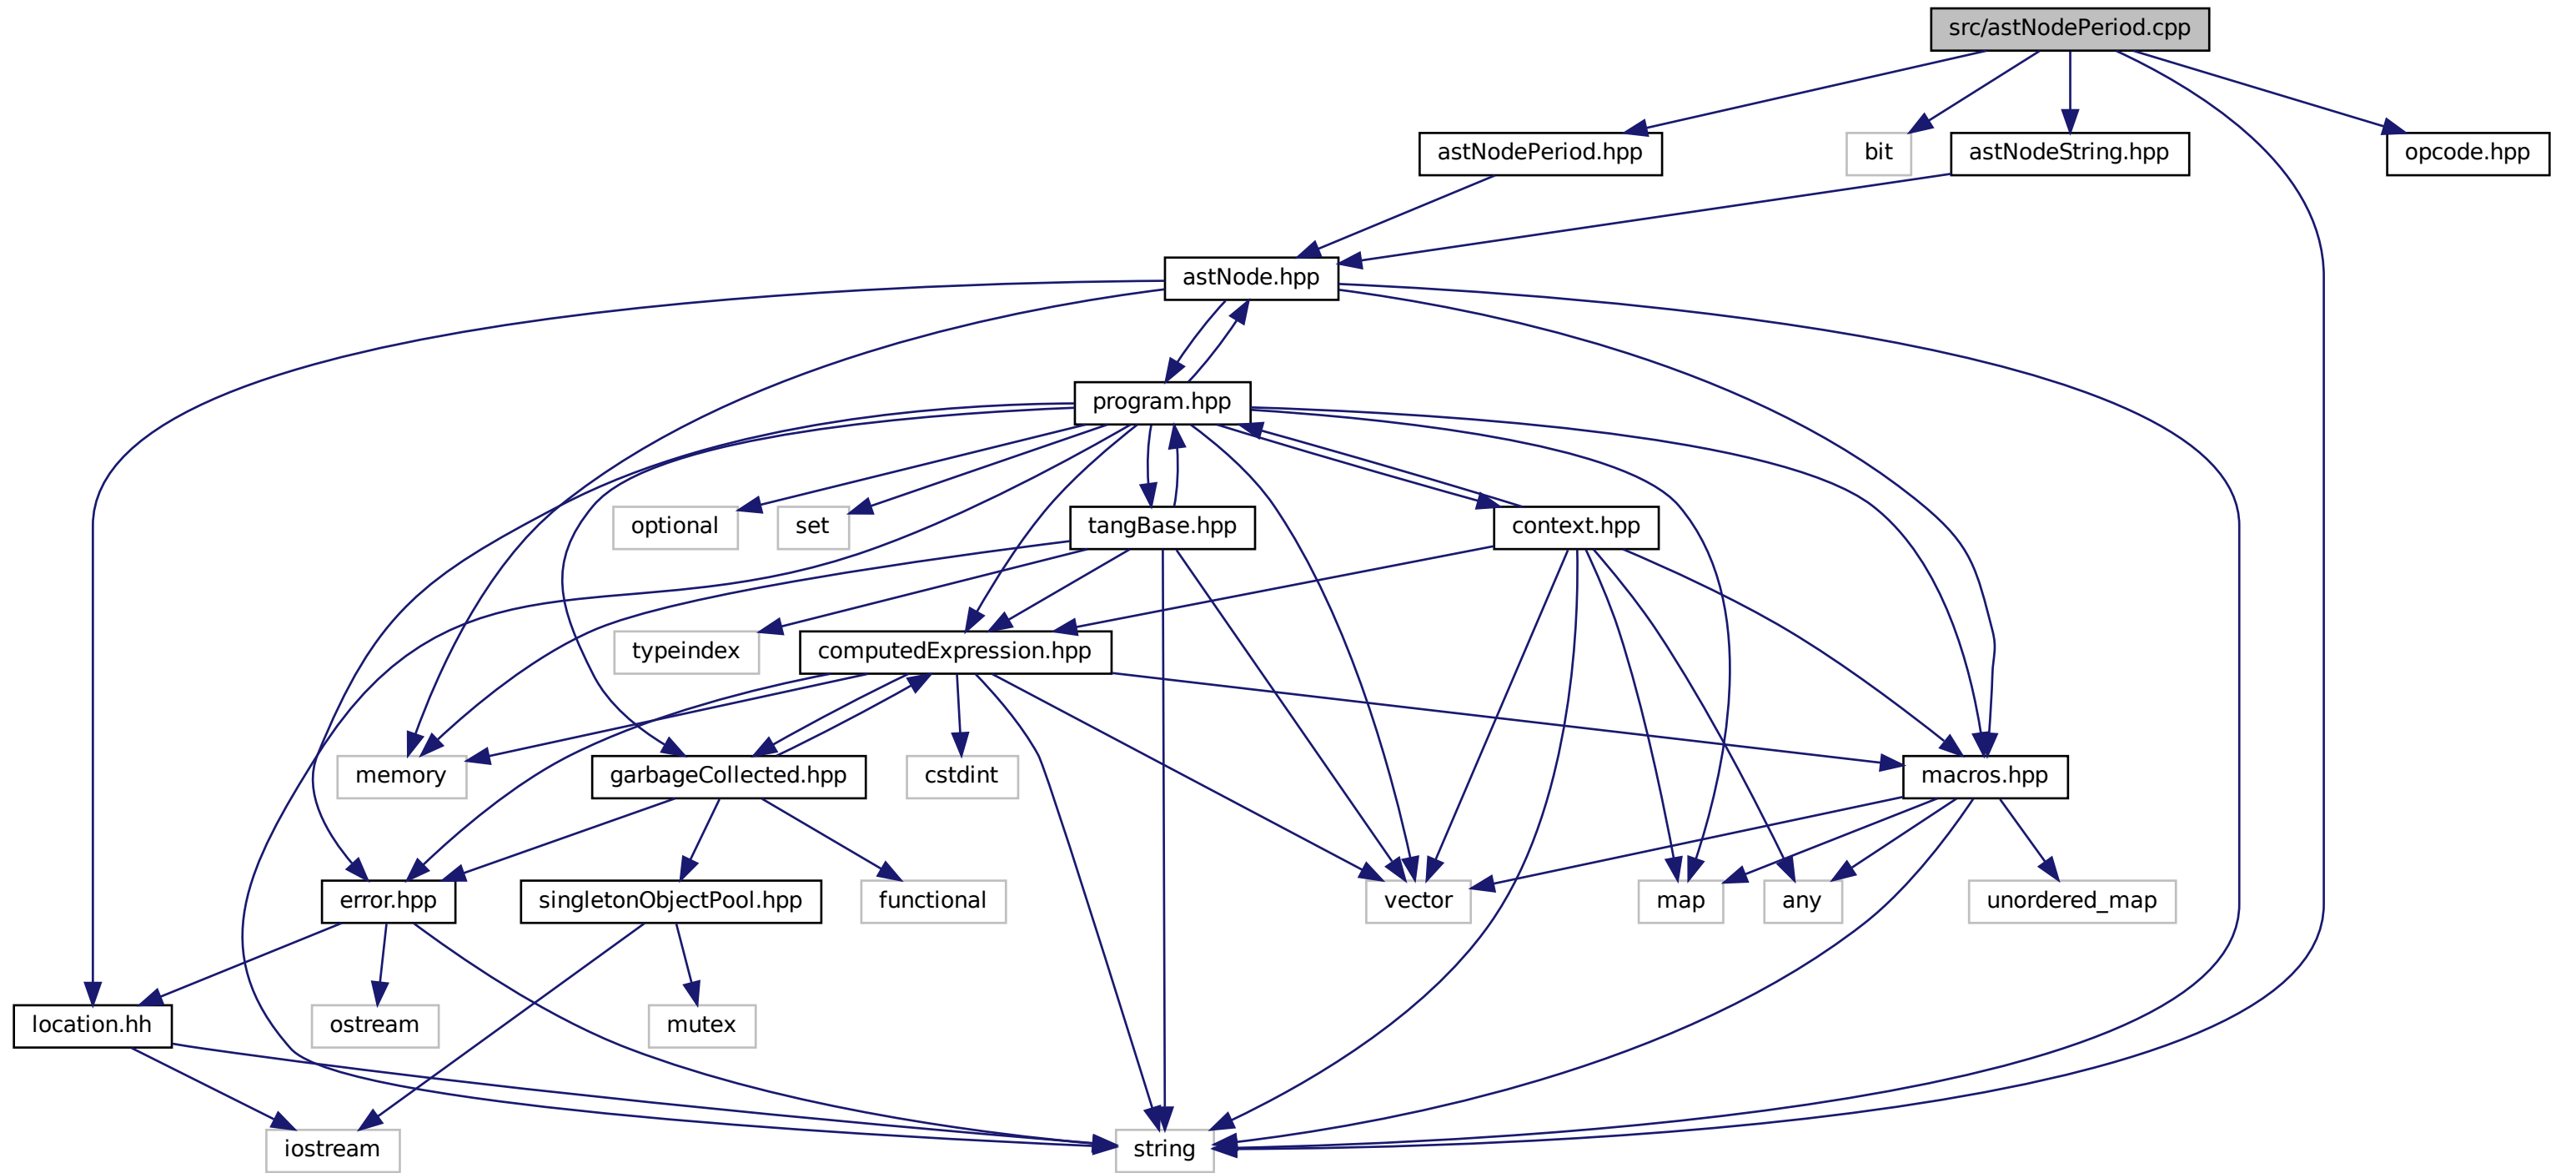 src/astNodePeriod.cpp
astNodePeriod.hpp
bit
astNodeString.hpp
opcode.hpp
astNode.hpp
program.hpp
optional
set
tangBase.hpp
context.hpp
typeindex
computedExpression.hpp
memory
garbageCollected.hpp
cstdint
macros.hpp
error.hpp
singletonObjectPool.hpp
functional
vector
map
any
unordered_map
location.hh
ostream
mutex
iostream
string